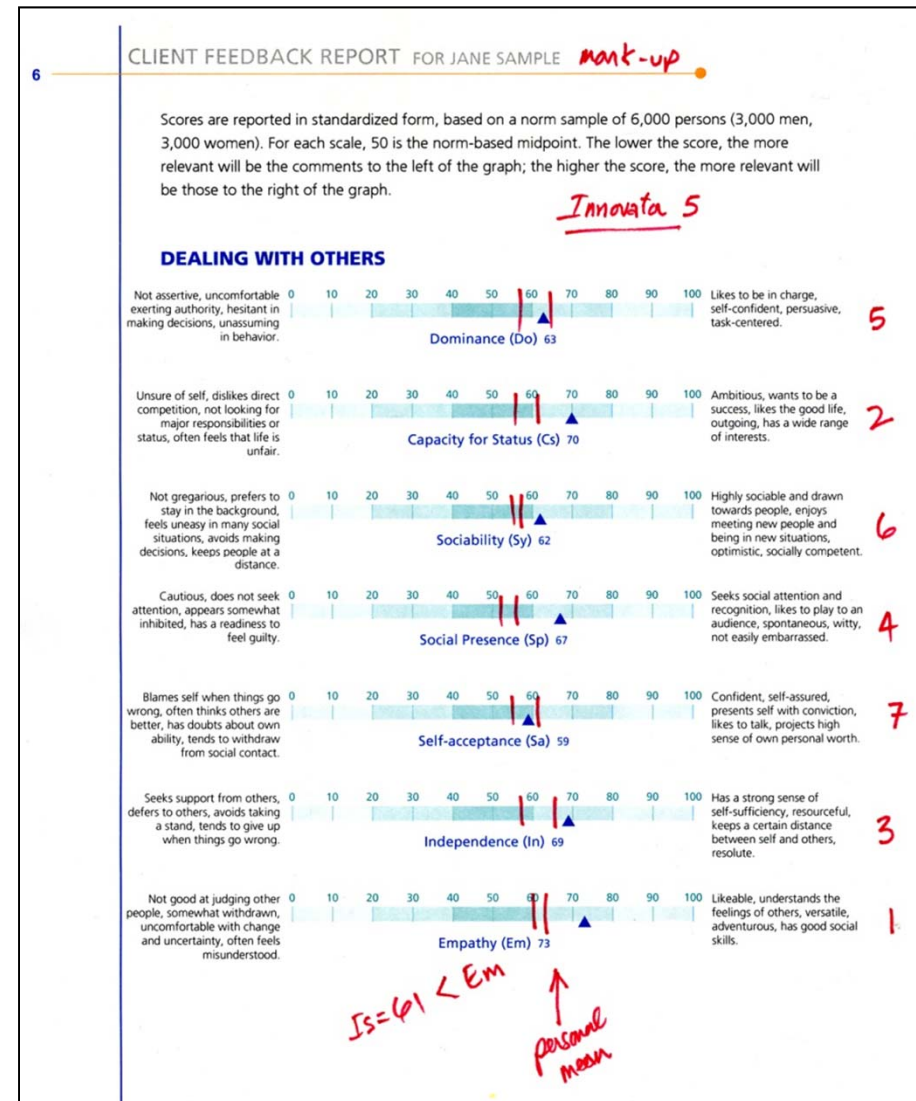 CLIENT FEEDBACK REPORT FOR JANE SAMPLE mark-up
6
Scores are reported in standardized form, based on a norm sample of 6,000 persons (3,000 men,
3,000 women). For each scale, 50 is the norm-based midpoint. The lower the score, the more
relevant will be the comments to the left of the graph; the higher the score, the more relevant will
be those to the right of the graph.
Innovata 5
DEALING WITH OTHERS
Not assertive, uncomfortable
exerting authority, hesitant in
making decisions, unassuming
in behavior.
0 10 20 30 40 50 60 70 80 90 100
Dominance (Do) 63
Likes to be in charge,
self-confident, persuasive,
task-centered.
5
Unsure of self, dislikes direct
competition, not looking for
major responsibilities or
status, often feels that life is
unfair.
0 10 20 30 40 50 60 70 80 90 100
Capacity for Status (Cs) 70
Ambitious, wants to be a
success, likes the good life,
outgoing, has a wide range
of interests.
2
Not gregarious, prefers to
stay in the background,
feels uneasy in many social
situations, avoids making
decisions, keeps people at a
distance.
0 10 20 30 40 50 60 70 80 90 100
Sociability (Sy) 62
Highly sociable and drawn
towards people, enjoys
meeting new people and
being in new situations,
optimistic, socially competent.
6
Cautious, does not seek
attention, appears somewhat
inhibited, has a readiness to
feel guilty.
0 10 20 30 40 50 60 70 80 90 100
Social Presence (Sp) 67
Seeks social attention and
recognition, likes to play to an
audience, spontaneous, witty,
not easily embarrassed.
4
Blames self when things go
wrong, often thinks others are
better, has doubts about own
ability, tends to withdraw
from social contact.
0 10 20 30 40 50 60 70 80 90 100
Self-acceptance (Sa) 59
Confident, self-assured,
presents self with conviction,
likes to talk, projects high
sense of own personal worth.
7
Seeks support from others,
defers to others, avoids taking
a stand, tends to give up
when things go wrong.
0 10 20 30 40 50 60 70 80 90 100
Independence (In) 69
Has a strong sense of
self-sufficiency, resourceful,
keeps a certain distance
between self and others,
resolute.
3
Not good at judging other
people, somewhat withdrawn,
uncomfortable with change
and uncertainty, often feels
misunderstood.
0 10 20 30 40 50 60 70 80 90 100
Empathy (Em) 73
Likeable, understands the
feelings of others, versatile,
adventurous, has good social
skills.
1
Is=61 < Em
personal
mean